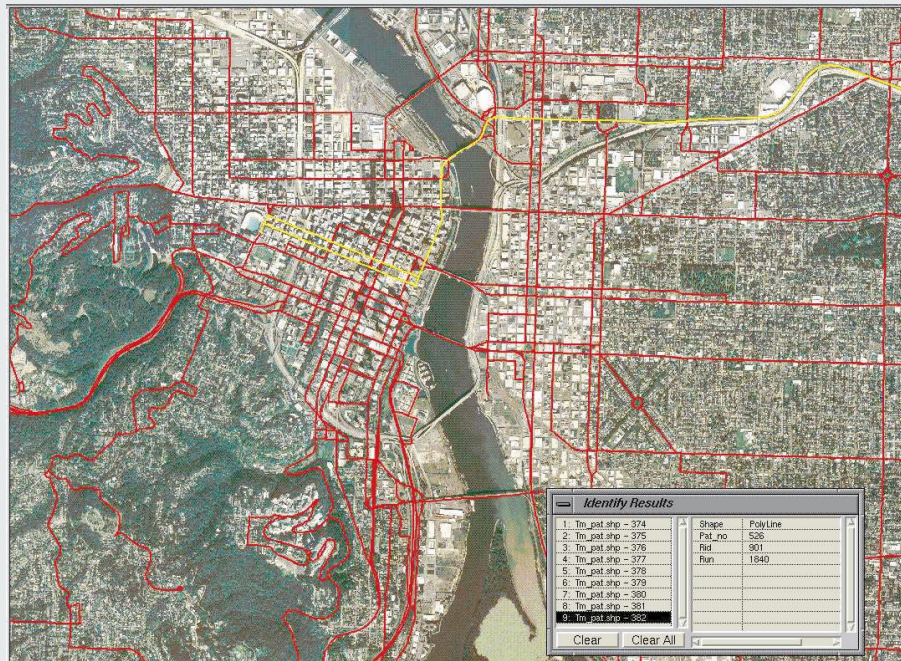 Identify Results
1: Tm_pat.shp - 374
2: Tm_pat.shp - 375
3: Tm_pat.shp - 376
4: Tm_pat.shp - 377
5: Tm_pat.shp - 378
6: Tm_pat.shp - 379
7: Tm_pat.shp - 380
8: Tm_pat.shp - 381
9: Tm_pat.shp - 382
Shape PolyLine
Pat_no 526
Rid 901
Run 1840
Clear Clear All